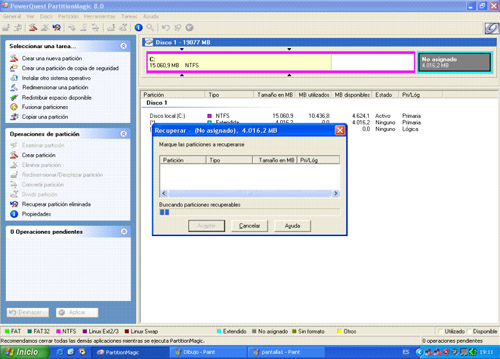 PowerQuest PartitionMagic 8.0
General Ver Disco Partición Herramientas Tareas Ayuda
Seleccionar una tarea...
Crear una nueva partición
Crear una partición de copia de seguridad
Instalar otro sistema operativo
Redimensionar una partición
Redistribuir espacio disponible
Fusionar particiones
Copiar una partición
Operaciones de partición
Examinar partición
Crear partición
Eliminar partición
Redimensionar/Desplazar partición
Convertir partición
Dividir partición
Recuperar partición eliminada
Propiedades
0 Operaciones pendientes
Deshacer
Aplicar
Disco 1 - 19077 MB
C:
15.060,9 MB NTFS
No asignado
4.016,2 MB
Partición Tipo Tamaño en MB MB utilizados MB disponibles Estado Pri/Lóg
Disco 1
Disco local (C:) NTFS 15.060,9 10.436,8 4.624,1 Activo Primaria
(*) Extendida 4.016,2 0,0 4.016,2 Ninguno Primaria
0,0 Ninguno Lógica
Recuperar - (No asignado), 4.016,2 MB
Marque las particiones a recuperarse
Partición Tipo Tamaño en MB Pri/Lóg
Buscando particiones recuperables
Aceptar Cancelar Ayuda
FAT FAT32 NTFS Linux Ext2/3 Linux Swap Extendido No asignado Sin formato Otros Utilizado Disponible
Recomendamos cerrar todas las demás aplicaciones mientras se ejecuta PartitionMagic.
0 operaciones pendientes
Inicio PartitionMagic Dibujo - Paint pantalla1 - Paint ES 19:11